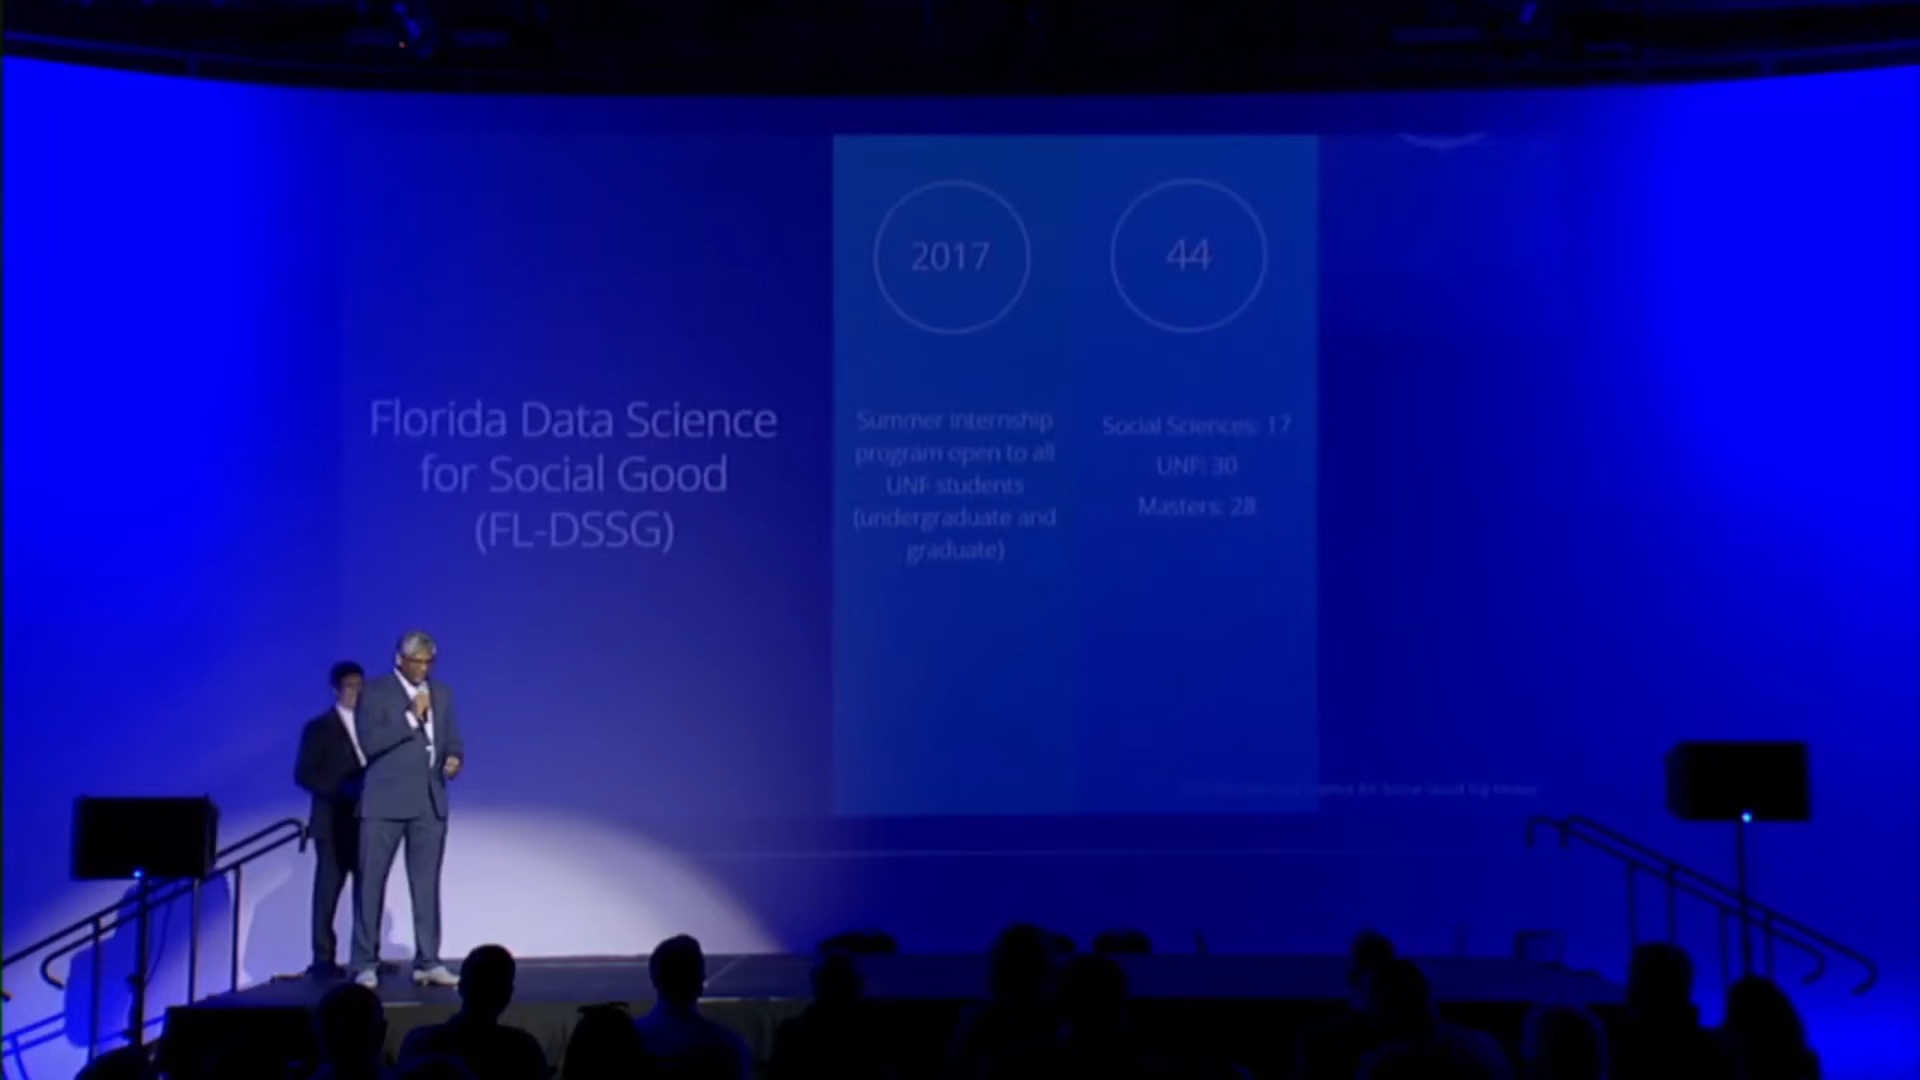 Florida Data Science
for Social Good
(FL-DSSG)
2017
Summer internship
program open to all
UNF students
(undergraduate and
graduate)
44
Social Sciences: 17
UNF: 30
Masters: 28